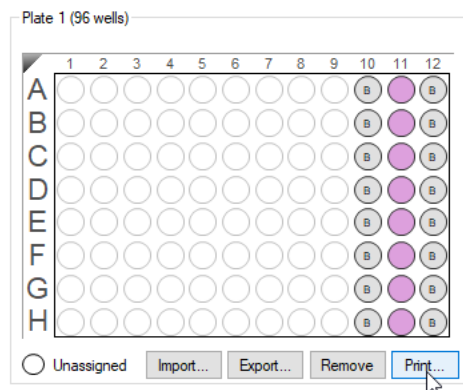 Plate 1 (96 wells)
1 2 3 4 5 6 7 8 9 10 11 12
A B B
B B B
C B B
D B B
E B B
F B B
G B B
H B B
Unassigned Import... Export... Remove Print...